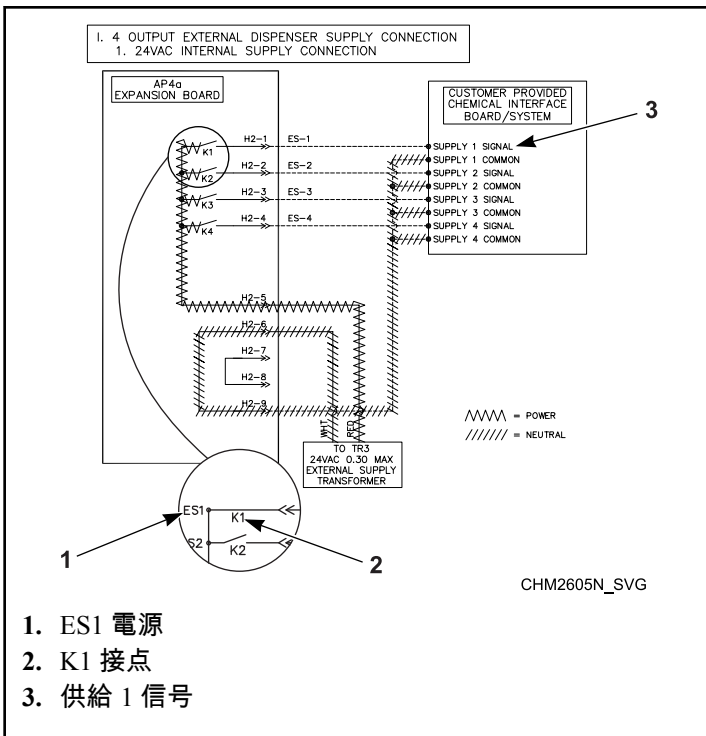 I. 4 OUTPUT EXTERNAL DISPENSER SUPPLY CONNECTION
1. 24VAC INTERNAL SUPPLY CONNECTION
AP4a
EXPANSION BOARD
CUSTOMER PROVIDED
CHEMICAL INTERFACE
BOARD/SYSTEM
3
K1
H2-1
ES-1
SUPPLY 1 SIGNAL
SUPPLY 1 COMMON
K2
H2-2
ES-2
SUPPLY 2 SIGNAL
SUPPLY 2 COMMON
K3
H2-3
ES-3
SUPPLY 3 SIGNAL
SUPPLY 3 COMMON
K4
H2-4
ES-4
SUPPLY 4 SIGNAL
SUPPLY 4 COMMON
H2-5
H2-6
H2-7
H2-8
H2-9
WHT
RED
= POWER
= NEUTRAL
TO TR3
24VAC 0.30 MAX
EXTERNAL SUPPLY
TRANSFORMER
ES1
K1
S2
K2
1
2
CHM2605N_SVG
1. ES1 電源
2. K1 接点
3. 供給 1 信号